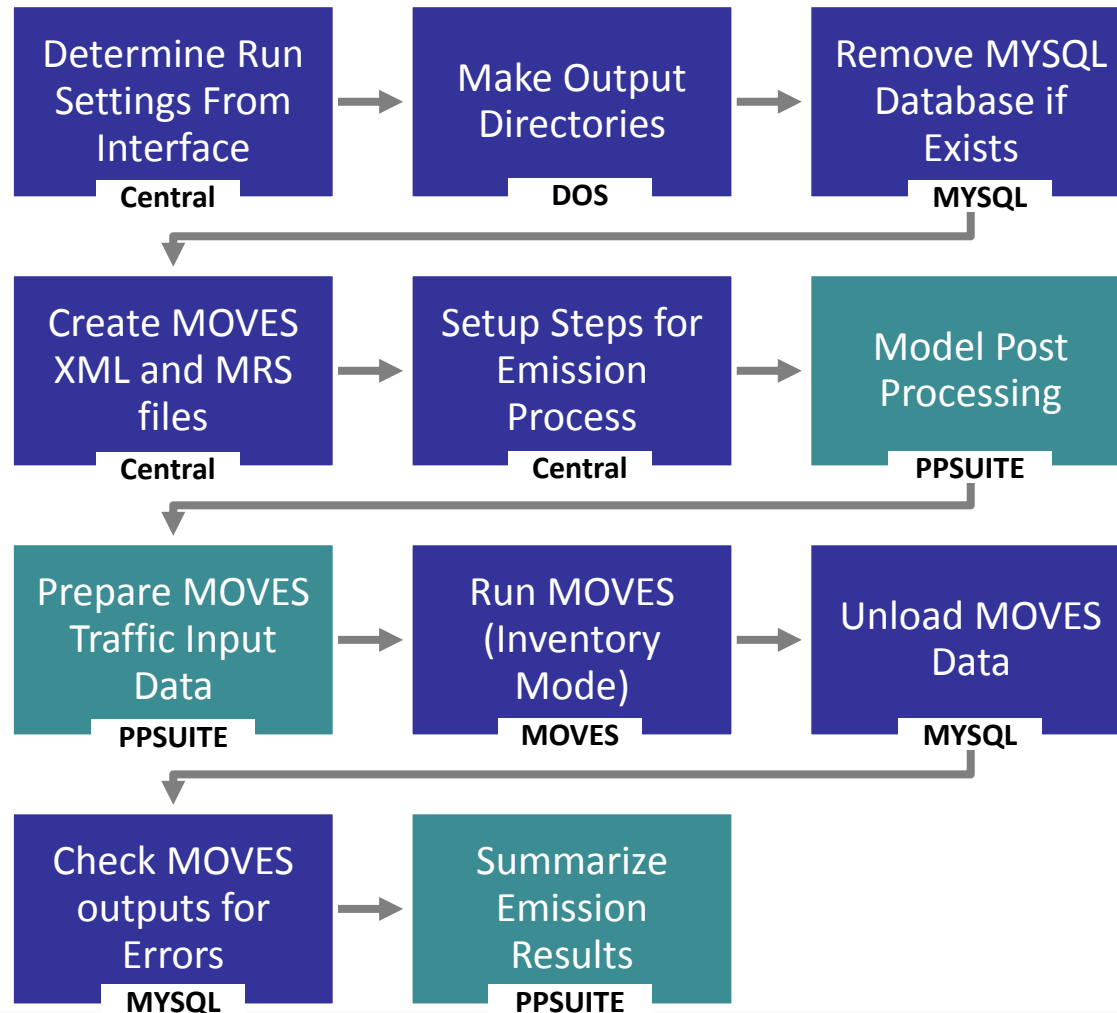 Determine Run
Settings From
Interface
Central
Make Output
Directories
DOS
Remove MYSQL
Database if
Exists
MYSQL
Create MOVES
XML and MRS
files
Central
Setup Steps for
Emission
Process
Central
Model Post
Processing
PPSUITE
Prepare MOVES
Traffic Input
Data
PPSUITE
Run MOVES
(Inventory
Mode)
MOVES
Unload MOVES
Data
MYSQL
Check MOVES
outputs for
Errors
MYSQL
Summarize
Emission
Results
PPSUITE